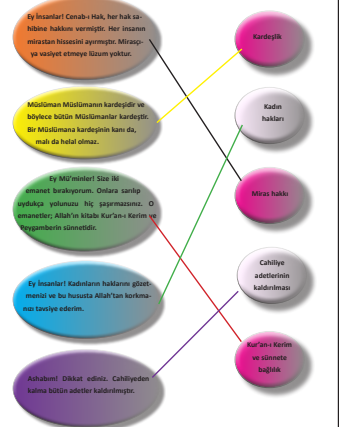 Ey İnsanlar! Cenab-ı Hak, her hak sa-
hibine hakkını vermiştir. Her insanın
mirastan hissesini ayırmıştır. Mirasçı-
ya vasiyet etmeye lüzum yoktur.
Müslüman Müslümanın kardeşidir ve
böylece bütün Müslümanlar kardeştir.
Bir Müslümana kardeşinin kanı da,
malı da helal olmaz.
Ey Mü'minler! Size iki
emanet bırakıyorum. Onlara sarılıp
uydukça yolunuzu hiç şaşırmazsınız. O
emanetler; Allah'ın kitabı Kur'an-ı Kerim ve
Peygamberin sünnetidir.
Ey İnsanlar! Kadınların haklarını gözet-
menizi ve bu hususta Allah'tan korkma-
nızı tavsiye ederim.
Ashabım! Dikkat ediniz. Cahiliyeden
kalma bütün adetler kaldırılmıştır.
Kardeşlik
Kadın
hakları
Miras hakkı
Cahiliye
adetlerinin
kaldırılması
Kur'an-ı Kerim
ve sünnete
bağlılık